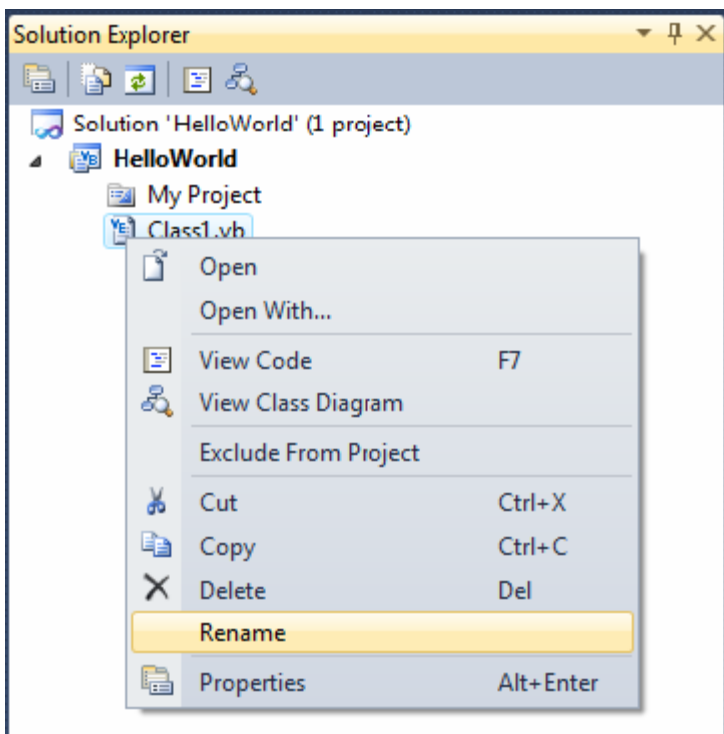 Solution Explorer
Solution 'HelloWorld' (1 project)
HelloWorld
My Project
Class1.vb
Open
Open With...
View Code F7
View Class Diagram
Exclude From Project
Cut Ctrl+X
Copy Ctrl+C
Delete Del
Rename
Properties Alt+Enter